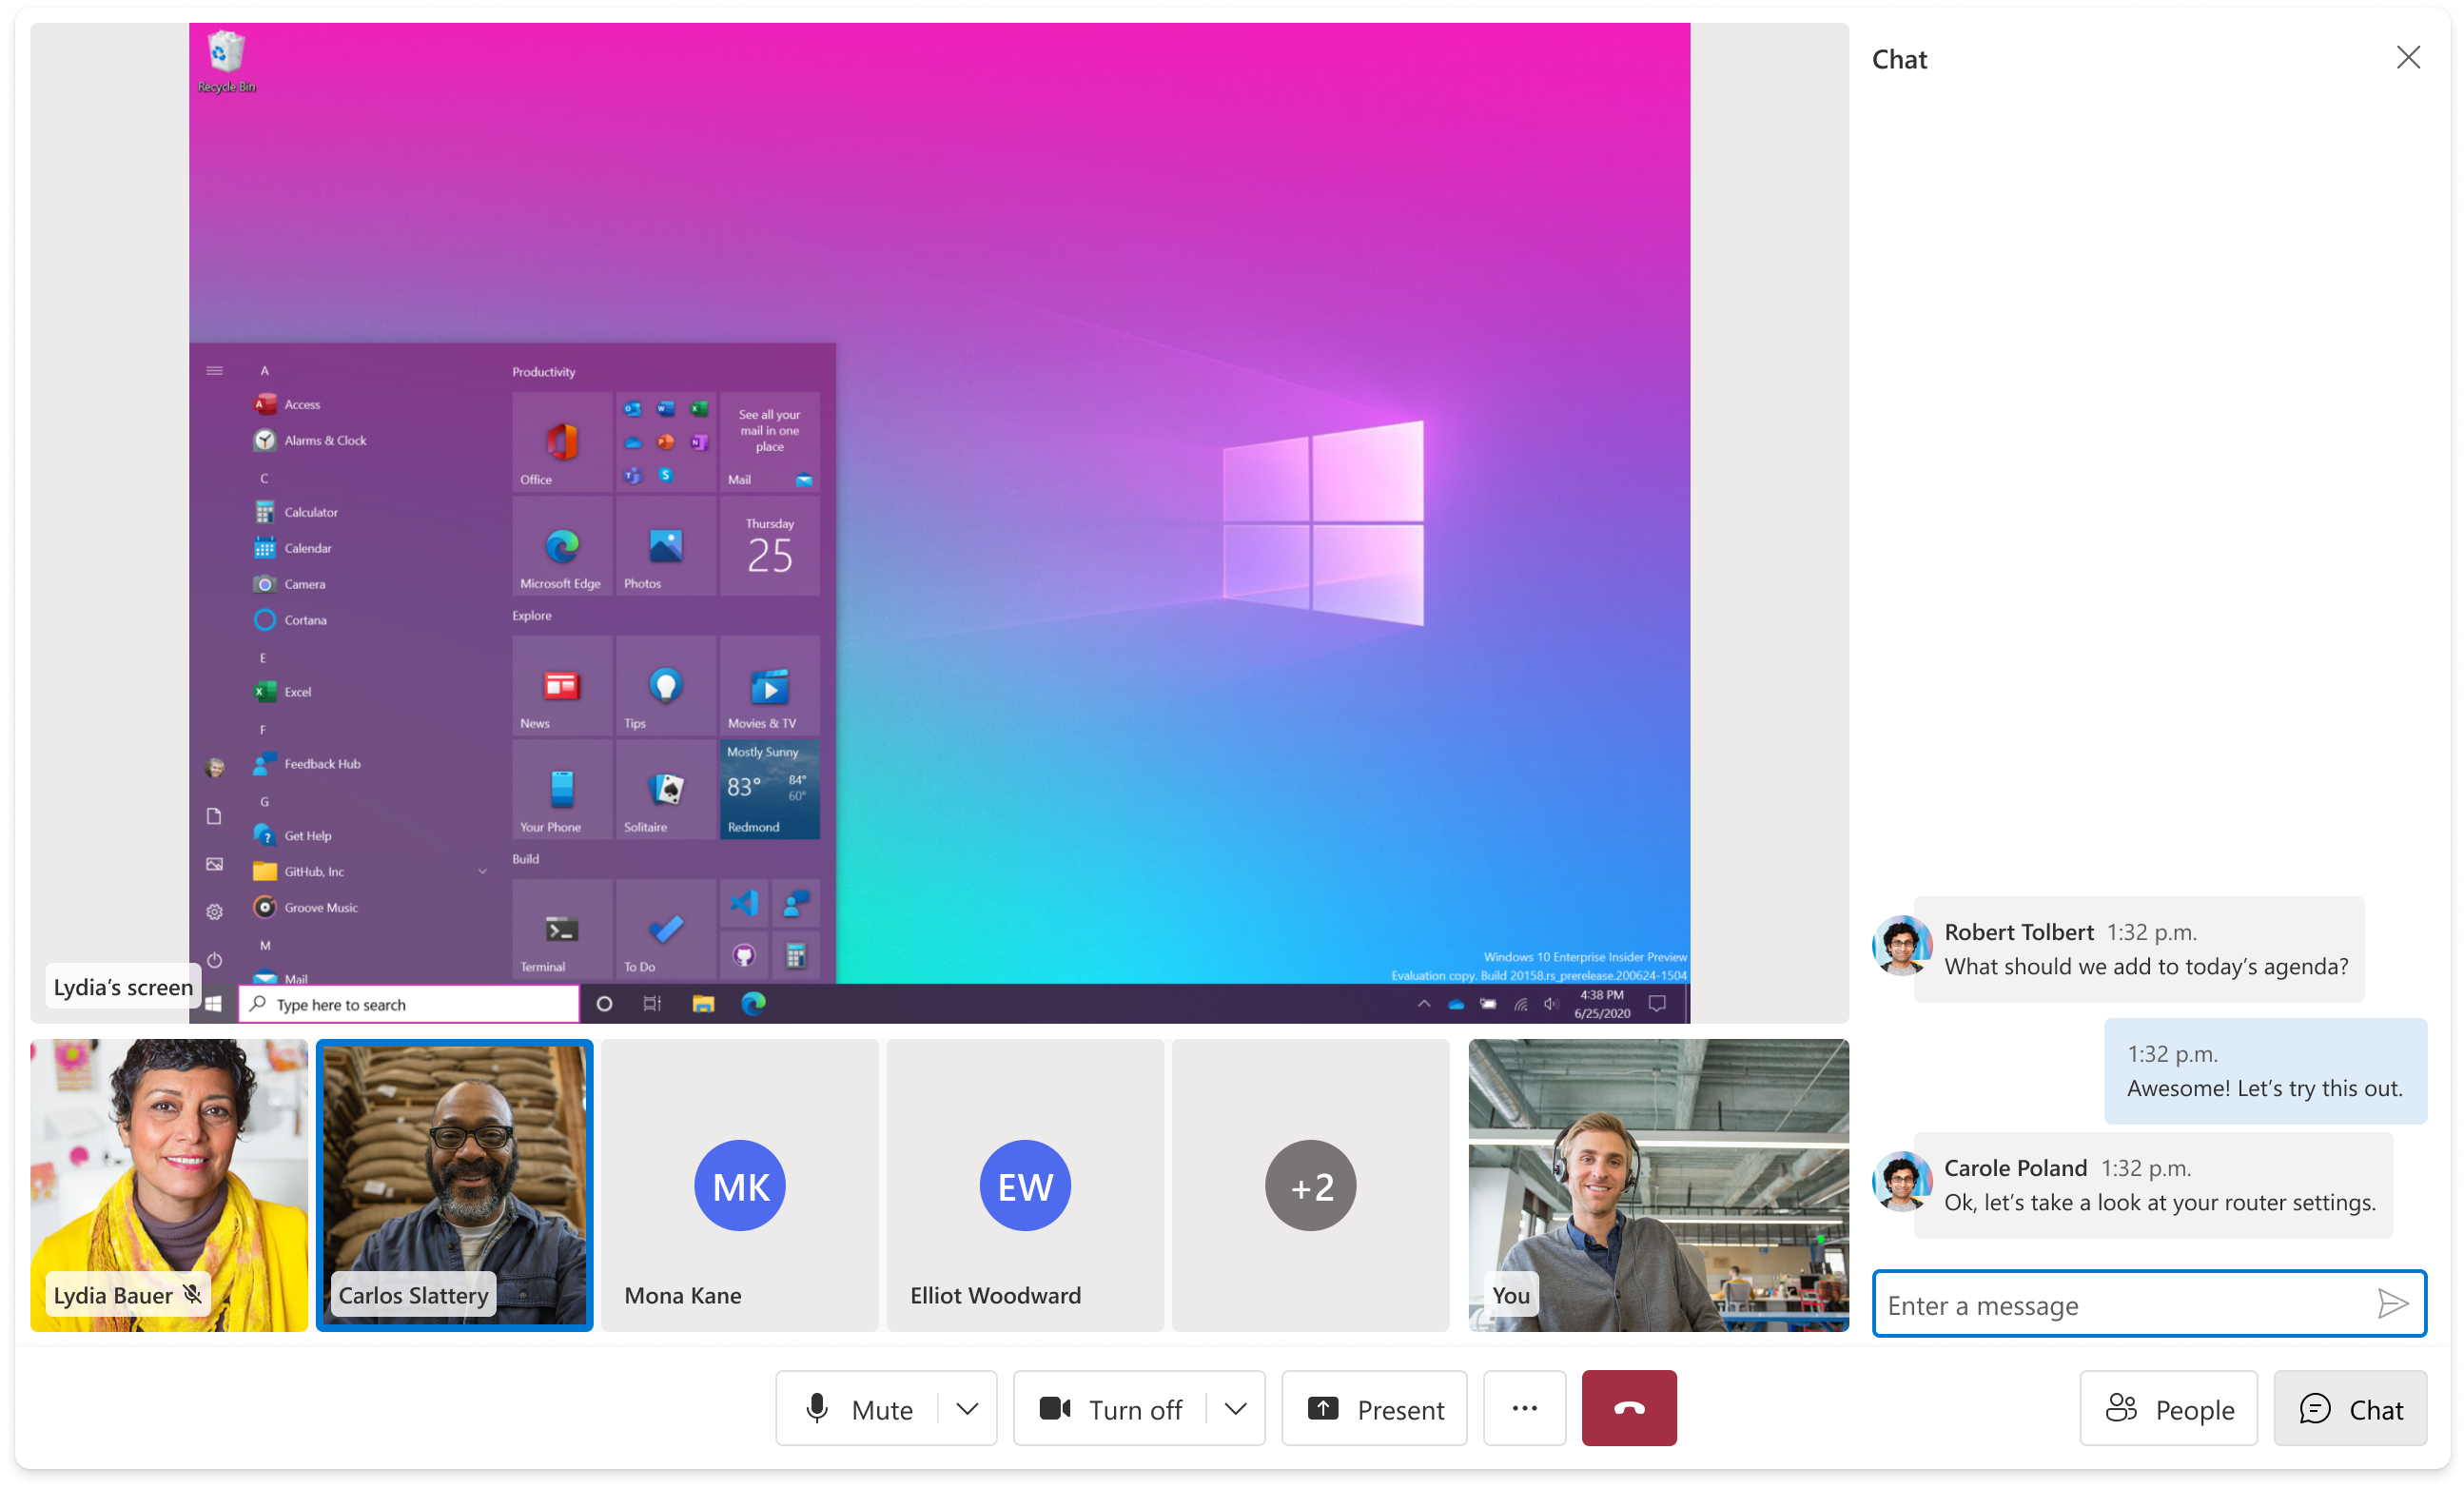 Recycle Bin
A
Access
Alarms & Clock
C
Calculator
Calendar
Camera
Cortana
E
Excel
F
Feedback Hub
G
Get Help
GitHub, Inc
Groove Music
M
Mail
Productivity
Office
See all your
mail in one
place
Mail
Microsoft Edge
Photos
Thursday
25
Explore
News
Tips
Movies & TV
Your Phone
Solitaire
Mostly Sunny
83° 84°
60°
Redmond
Build
Terminal
To Do
Windows 10 Enterprise Insider Preview
Evaluation copy. Build 20158.rs_prerelease.200624-1504
Lydia’s screen
Type here to search
4:38 PM
6/25/2020
Lydia Bauer
Carlos Slattery
MK
Mona Kane
EW
Elliot Woodward
+2
You
Mute
Turn off
Present
Chat
Robert Tolbert 1:32 p.m.
What should we add to today’s agenda?
1:32 p.m.
Awesome! Let’s try this out.
Carole Poland 1:32 p.m.
Ok, let’s take a look at your router settings.
Enter a message
People
Chat